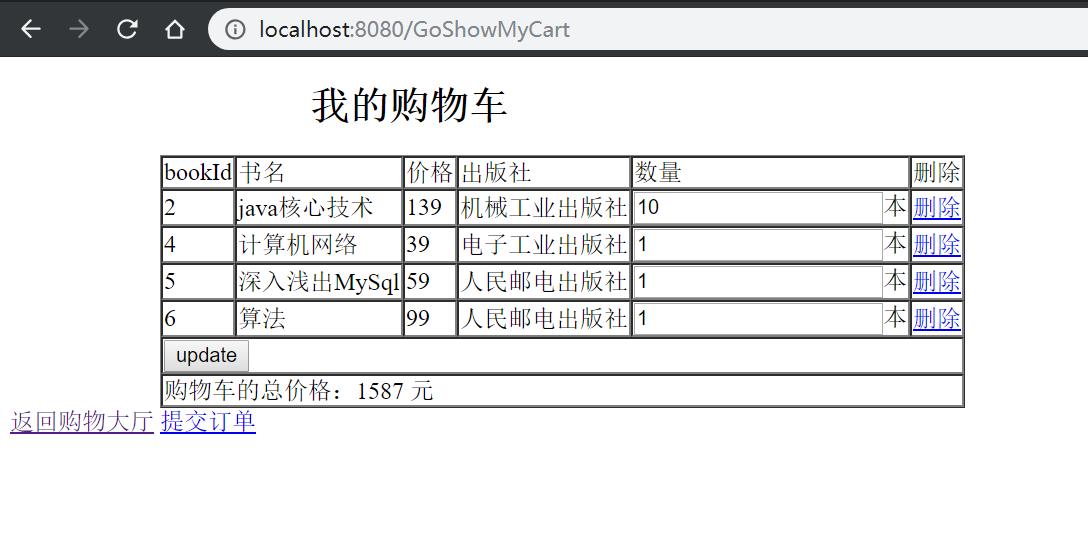 localhost:8080/GoShowMyCart
我的购物车
bookId 书名 价格 出版社 数量 删除
2 java核心技术 139 机械工业出版社 10 本 删除
4 计算机网络 39 电子工业出版社 1 本 删除
5 深入浅出MySql 59 人民邮电出版社 1 本 删除
6 算法 99 人民邮电出版社 1 本 删除
update
购物车的总价格：1587 元
返回购物大厅 提交订单